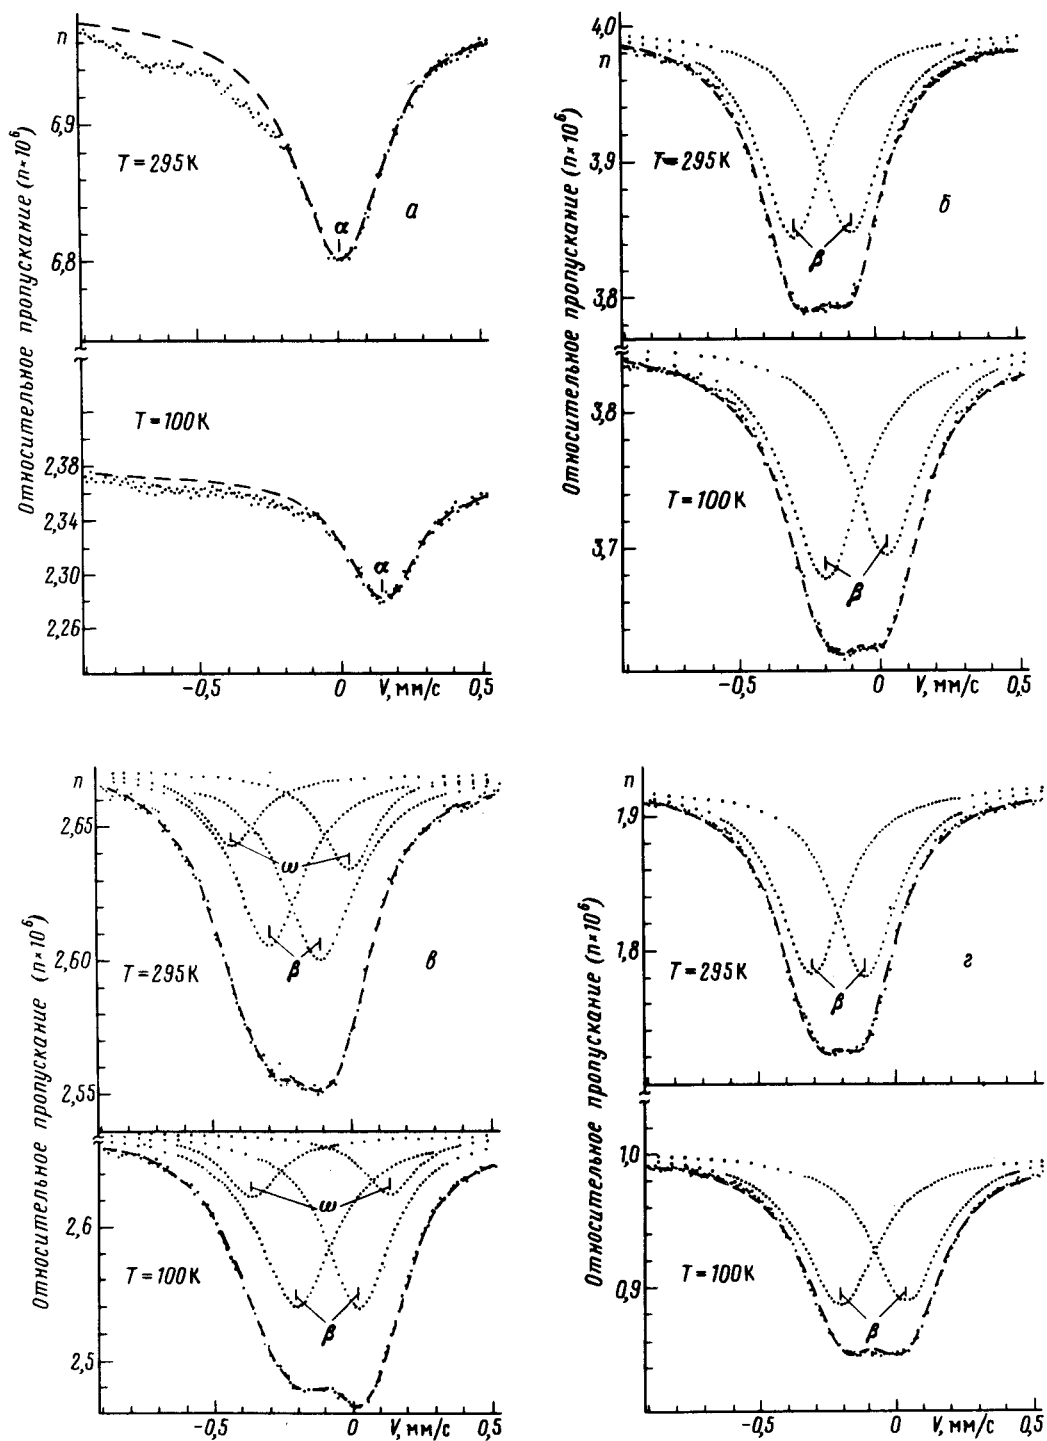 Относительное пропускание (n×10⁶)
n
6,9
6,8
T=295K
α
а
T=100K
2,38
2,34
2,30
2,26
α
-0,5 0 V, мм/с 0,5
Относительное пропускание (n×10⁶)
4,0
n
3,9
3,8
T=295K
β
б
3,8
3,7
T=100K
β
-0,5 0 V, мм/с 0,5
Относительное пропускание (n×10⁶)
n
2,65
2,60
2,55
ω
β
T=295K
в
2,6
2,5
ω
β
T=100K
-0,5 0 V, мм/с 0,5
Относительное пропускание (n×10⁶)
n
1,9
1,8
T=295K
β
г
1,0
0,9
T=100K
β
-0,5 0 V, мм/с 0,5